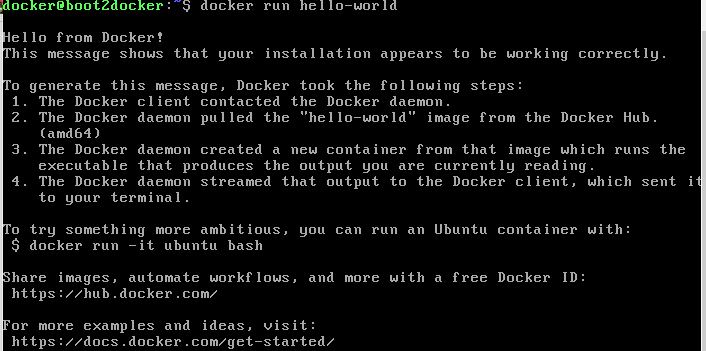 docker@boot2docker:~$ docker run hello-world
Hello from Docker!
This message shows that your installation appears to be working correctly.
To generate this message, Docker took the following steps:
1. The Docker client contacted the Docker daemon.
2. The Docker daemon pulled the "hello-world" image from the Docker Hub.
(amd64)
3. The Docker daemon created a new container from that image which runs the
executable that produces the output you are currently reading.
4. The Docker daemon streamed that output to the Docker client, which sent it
to your terminal.
To try something more ambitious, you can run an Ubuntu container with:
$ docker run -it ubuntu bash
Share images, automate workflows, and more with a free Docker ID:
https://hub.docker.com/
For more examples and ideas, visit:
https://docs.docker.com/get-started/